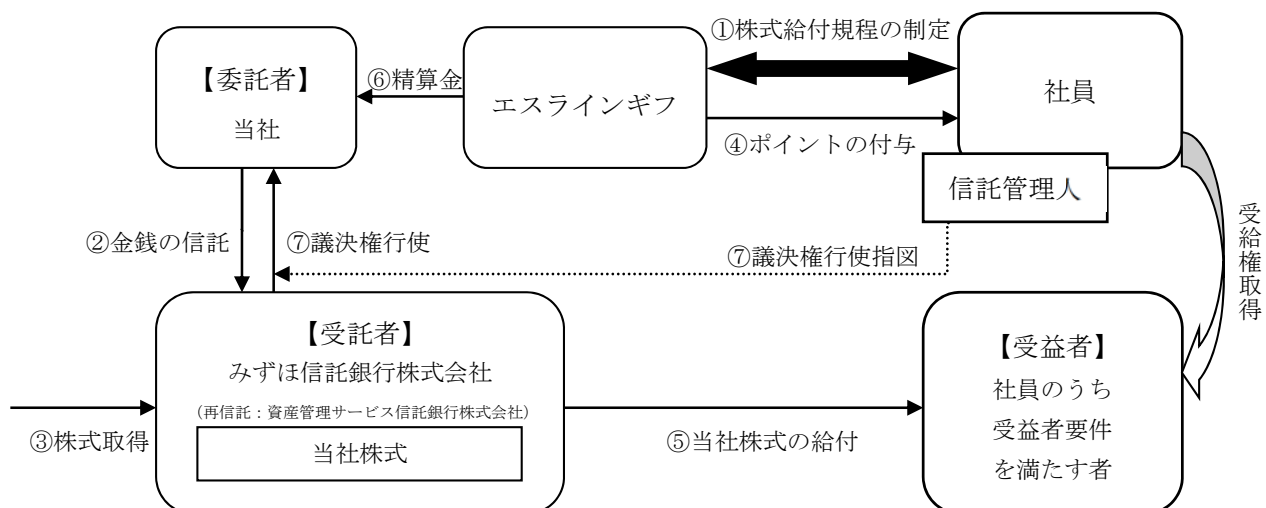 ①株式給付規程の制定
【委託者】
当社
⑥精算金
エスラインギフ
社員
④ポイントの付与
信託管理人
②金銭の信託
⑦議決権行使
⑦議決権行使指図
受給権取得
【受託者】
みずほ信託銀行株式会社
(再信託：資産管理サービス信託銀行株式会社)
当社株式
③株式取得
⑤当社株式の給付
【受益者】
社員のうち
受益者要件
を満たす者